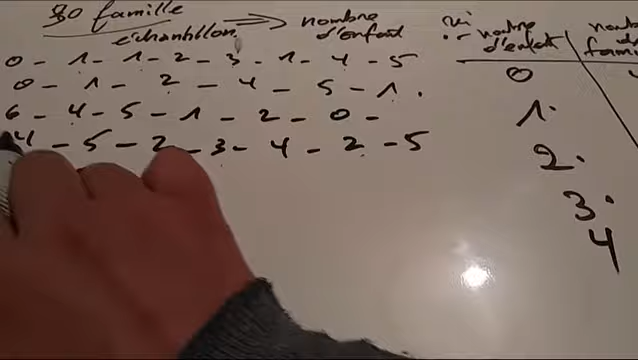 30 famille
échantillon ⟹ nombre d'enfant
0 - 1 - 1 - 2 - 3 - 1 - 4 - 5
0 - 1 - 2 - 4 - 5 - 1 .
6 - 4 - 5 - 1 - 2 - 0 -
4 - 5 - 2 - 3 - 4 - 2 - 5
xi
nombre d'enfant
0
1
2
3
4